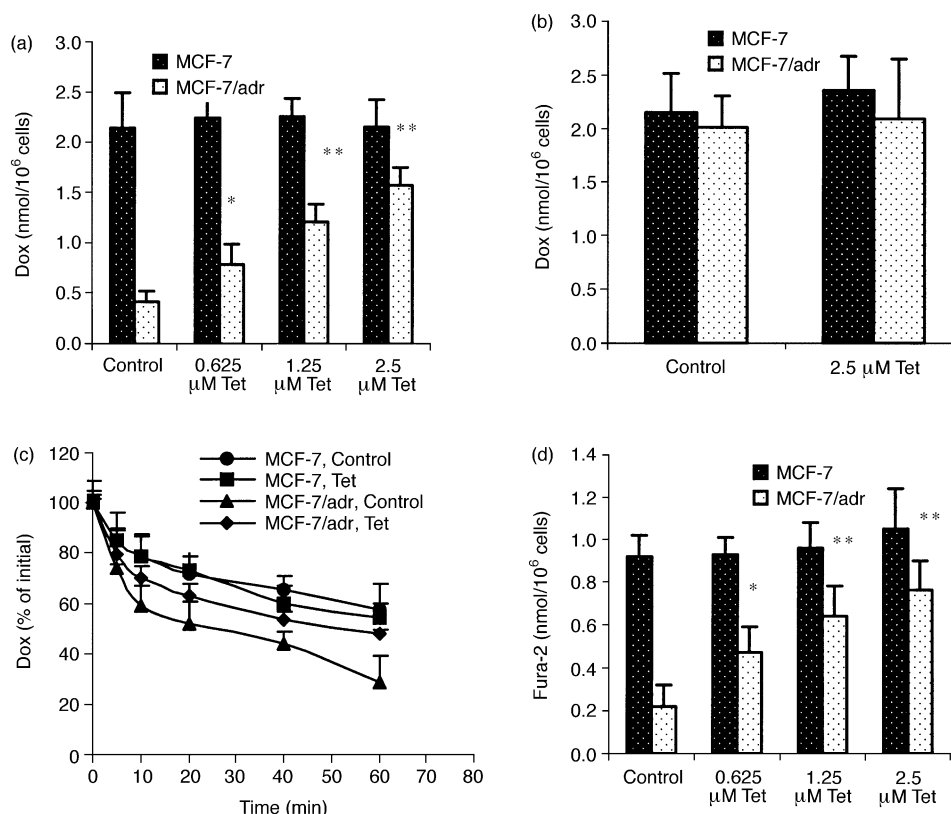 (a)
3.0
2.5
2.0
1.5
1.0
0.5
0.0
Dox (nmol/10⁶ cells)
MCF-7
MCF-7/adr
*
**
**
Control
0.625
μM Tet
1.25
μM Tet
2.5
μM Tet
(b)
3.0
2.5
2.0
1.5
1.0
0.5
0.0
Dox (nmol/10⁶ cells)
MCF-7
MCF-7/adr
Control
2.5 μM Tet
(c)
120
100
80
60
40
20
0
Dox (% of initial)
MCF-7, Control
MCF-7, Tet
MCF-7/adr, Control
MCF-7/adr, Tet
0 10 20 30 40 50 60 70 80
Time (min)
(d)
1.4
1.2
1.0
0.8
0.6
0.4
0.2
0.0
Fura-2 (nmol/10⁶ cells)
MCF-7
MCF-7/adr
*
**
**
Control
0.625
μM Tet
1.25
μM Tet
2.5
μM Tet